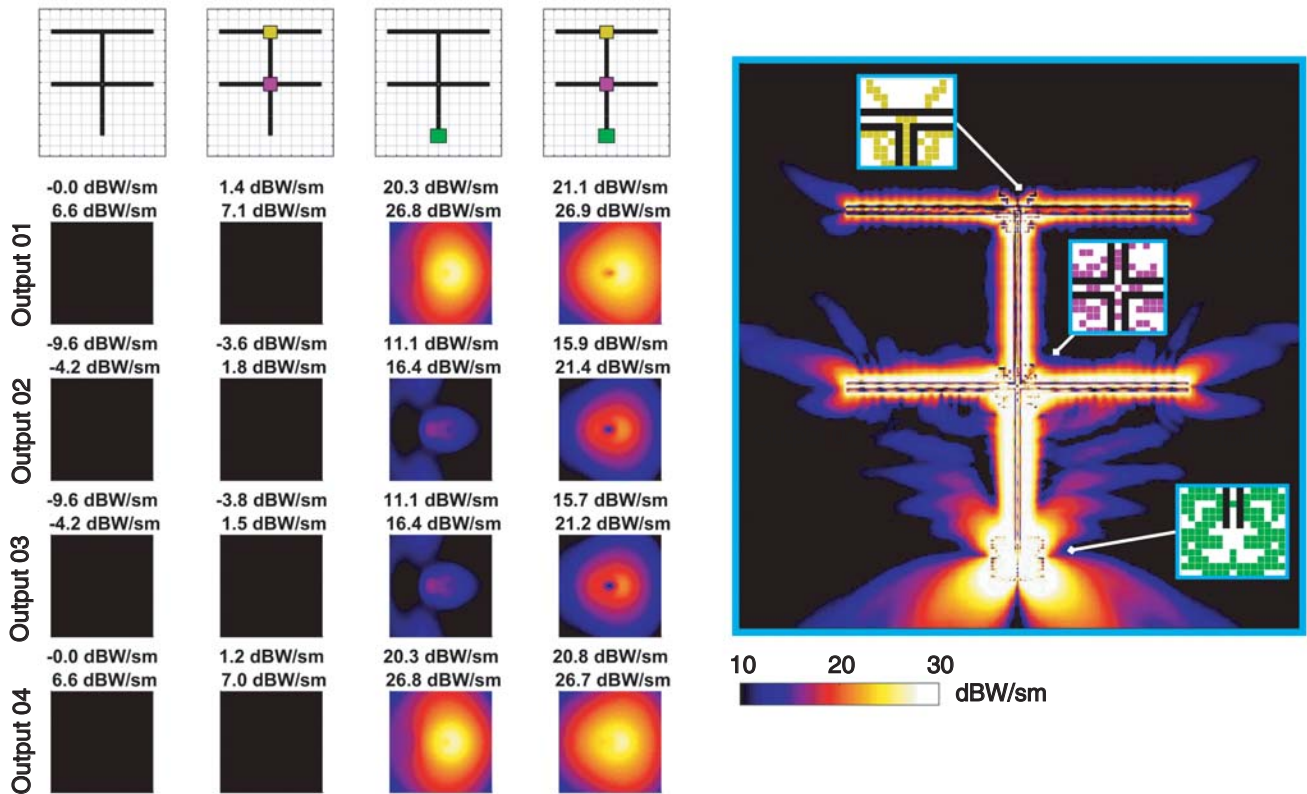 -0.0 dBW/sm 1.4 dBW/sm 20.3 dBW/sm 21.1 dBW/sm
6.6 dBW/sm 7.1 dBW/sm 26.8 dBW/sm 26.9 dBW/sm
Output 01
-9.6 dBW/sm -3.6 dBW/sm 11.1 dBW/sm 15.9 dBW/sm
-4.2 dBW/sm 1.8 dBW/sm 16.4 dBW/sm 21.4 dBW/sm
Output 02
-9.6 dBW/sm -3.8 dBW/sm 11.1 dBW/sm 15.7 dBW/sm
-4.2 dBW/sm 1.5 dBW/sm 16.4 dBW/sm 21.2 dBW/sm
Output 03
-0.0 dBW/sm 1.2 dBW/sm 20.3 dBW/sm 20.8 dBW/sm
6.6 dBW/sm 7.0 dBW/sm 26.8 dBW/sm 26.7 dBW/sm
Output 04
10 20 30
dBW/sm